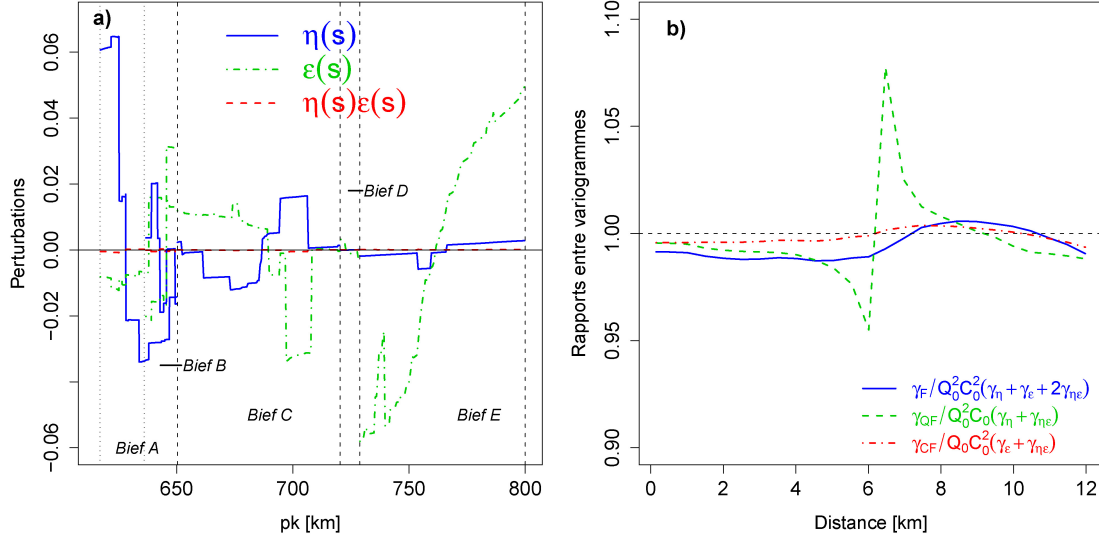 a)
η(s)
ε(s)
η(s)ε(s)
Perturbations
0.06
0.04
0.02
0.00
−0.02
−0.06
Bief D
Bief B
Bief C
Bief E
Bief A
650
700
750
800
pk [km]
b)
Rapports entre variogrammes
1.10
1.05
1.00
0.95
0.90
γF/Q₀²C₀²(γη+γε+2γηε)
γQF/Q₀²C₀(γη+γηε)
γCF/Q₀C₀²(γε+γηε)
0
2
4
6
8
10
12
Distance [km]